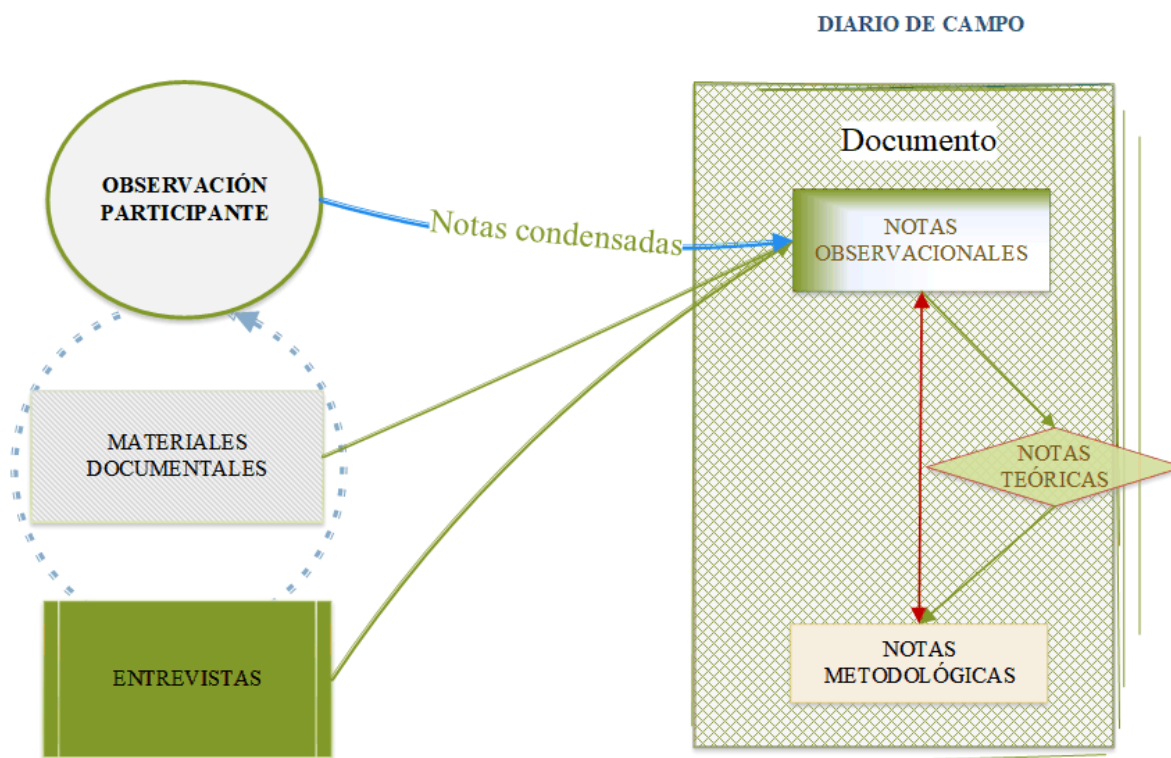 DIARIO DE CAMPO
OBSERVACIÓN
PARTICIPANTE
Notas condensadas
Documento
NOTAS
OBSERVACIONALES
MATERIALES
DOCUMENTALES
NOTAS
TEÓRICAS
ENTREVISTAS
NOTAS
METODOLÓGICAS